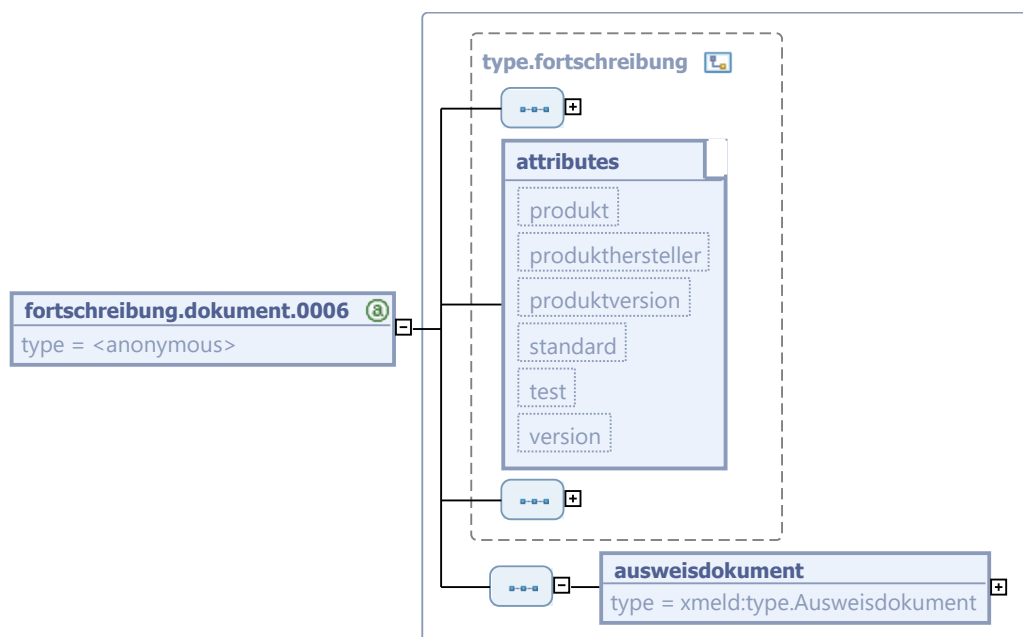 type.fortschreibung
attributes
produkt
produkthersteller
produktversion
fortschreibung.dokument.0006 @
type = <anonymous>
standard
test
version
ausweisdokument
type = xmeld:type.Ausweisdokument